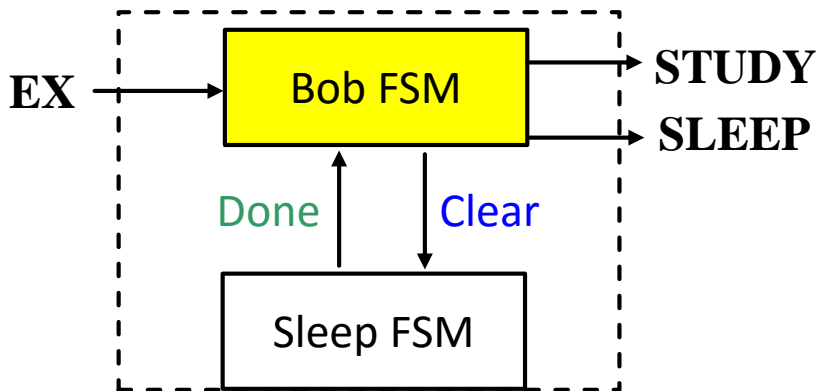 Bob FSM
EX
STUDY
SLEEP
Done
Clear
Sleep FSM